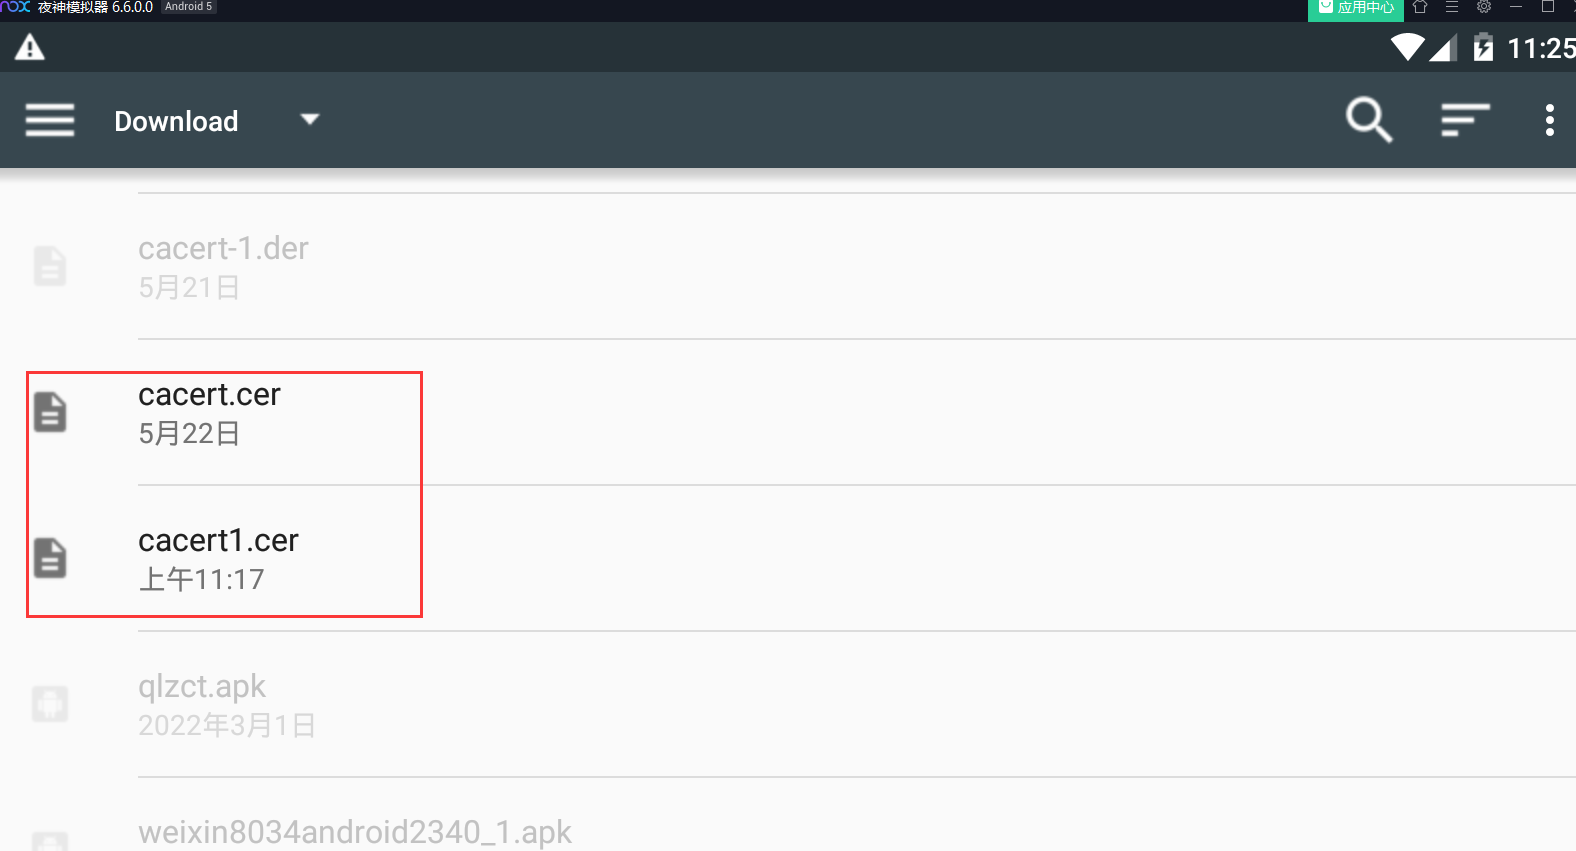 nox 夜神模拟器 6.6.0.0 Android 5 应用中心
11:25
Download
cacert-1.der
5月21日
cacert.cer
5月22日
cacert1.cer
上午11:17
qlzct.apk
2022年3月1日
weixin8034android2340_1.apk